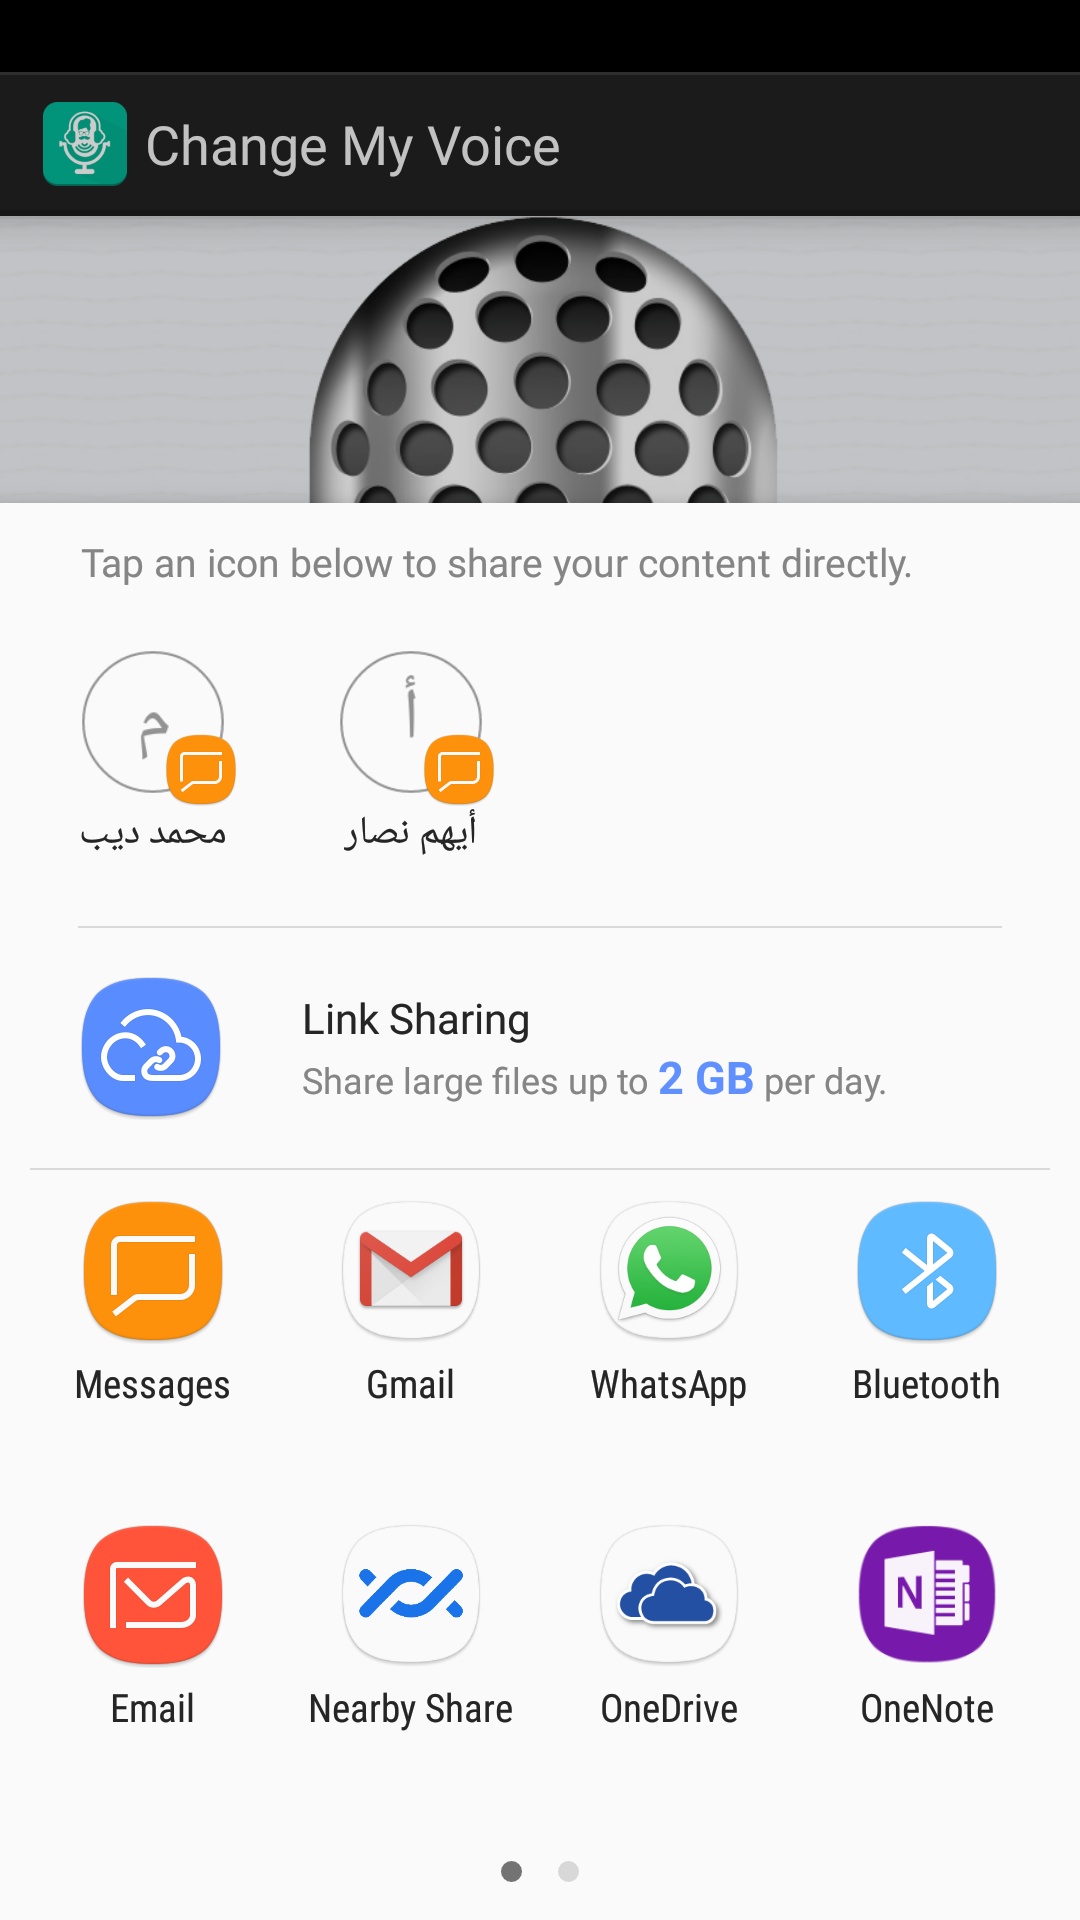 Change My Voice
Tap an icon below to share your content directly.
م
أ
محمد ديب
أيهم نصار
Link Sharing
Share large files up to 2 GB per day.
Messages
Gmail
WhatsApp
Bluetooth
N
Email
Nearby Share
OneDrive
OneNote